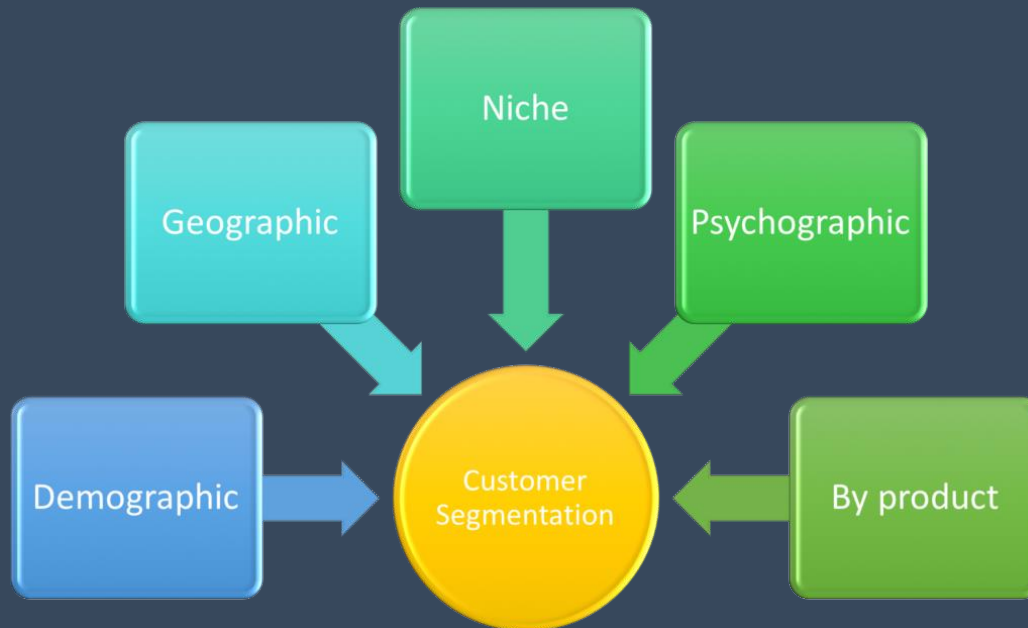 Niche
Geographic
Psychographic
Demographic
Customer
Segmentation
By product